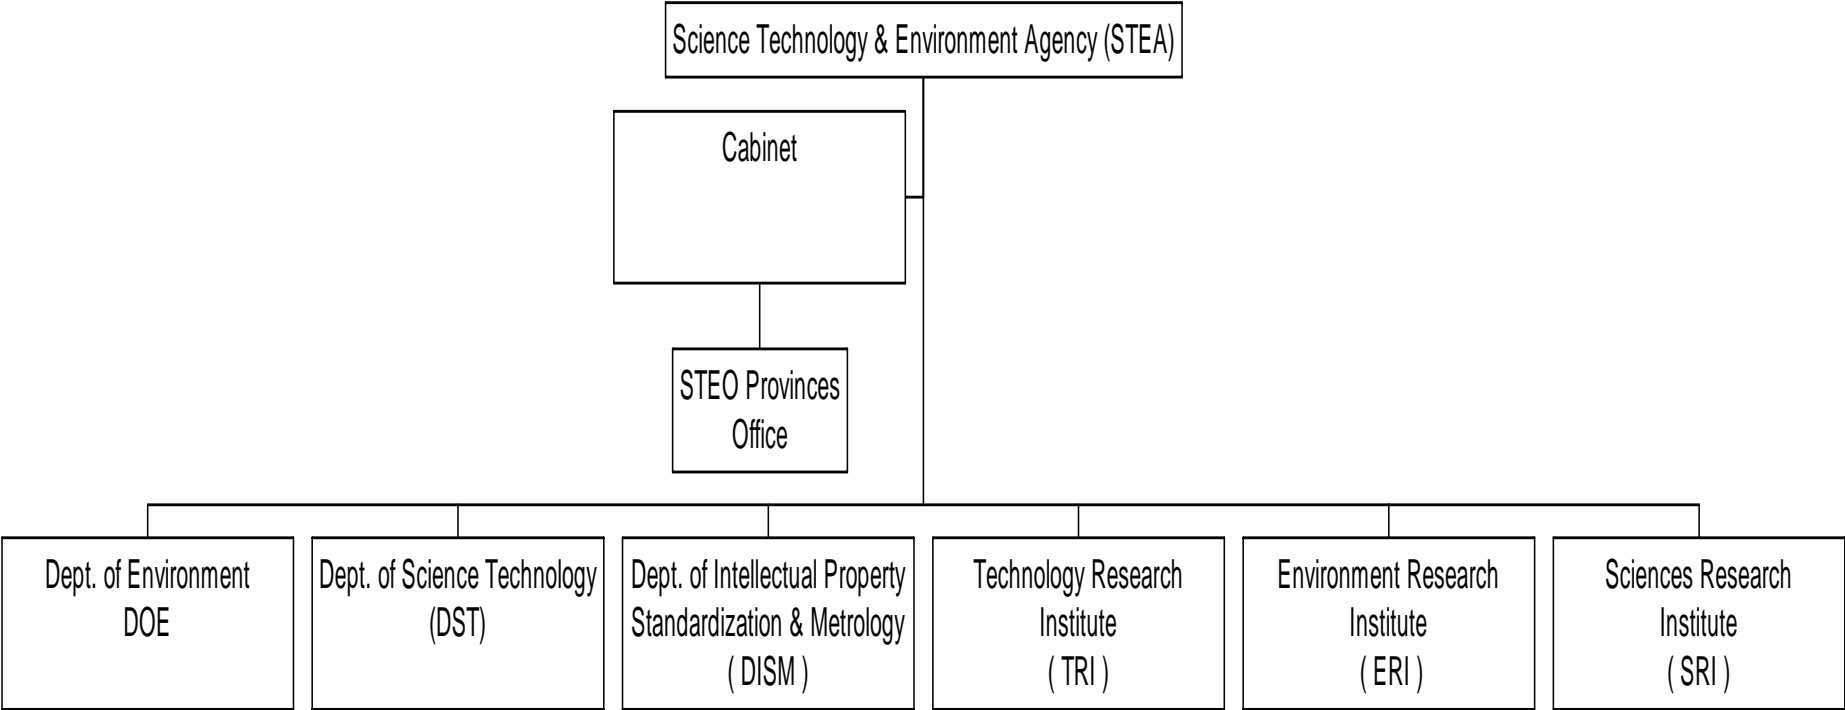 Science Technology & Environment Agency (STEA)
Cabinet
STEO Provinces
Office
Dept. of Environment
DOE
Dept. of Science Technology
(DST)
Dept. of Intellectual Property
Standardization & Metrology
( DISM )
Technology Research
Institute
( TRI )
Environment Research
Institute
( ERI )
Sciences Research
Institute
( SRI )